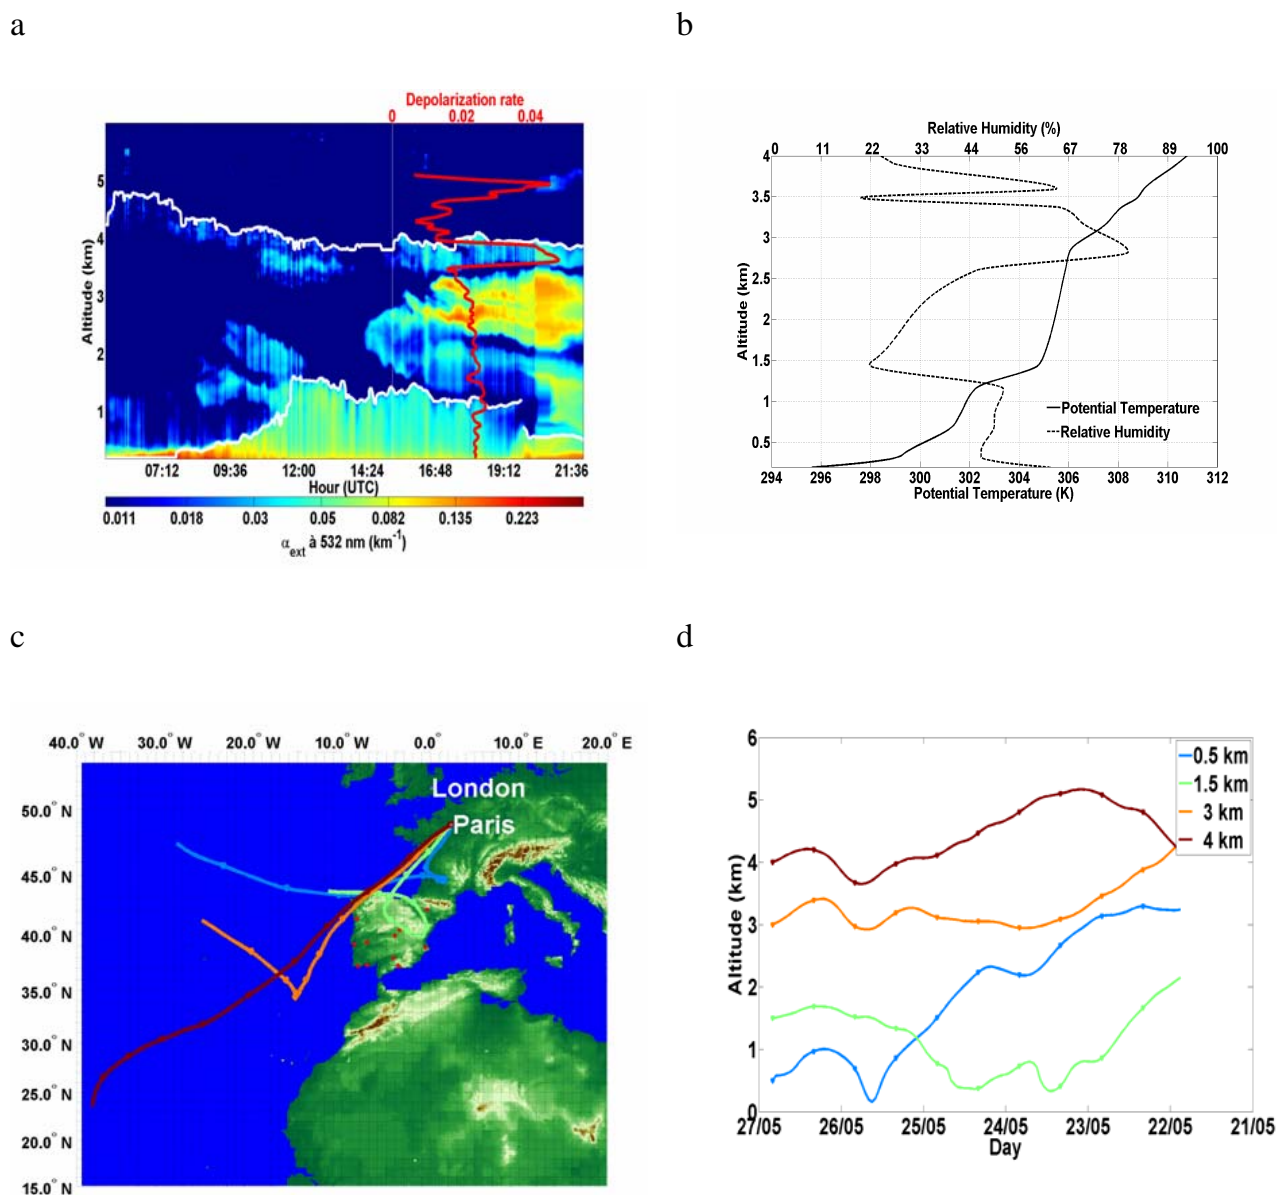 a
b
Depolarization rate
0 0.02 0.04
5
4
3
2
1
Altitude (km)
07:12 09:36 12:00 14:24 16:48 19:12 21:36
Hour (UTC)
0.011 0.018 0.03 0.05 0.082 0.135 0.223
αext à 532 nm (km-1)
Relative Humidity (%)
0 11 22 33 44 56 67 78 89 100
4
3.5
3
2.5
2
1.5
1
0.5
Altitude (km)
Potential Temperature
Relative Humidity
294 296 298 300 302 304 306 308 310 312
Potential Temperature (K)
c
d
40.0° W 30.0° W 20.0° W 10.0° W 0.0° 10.0° E 20.0° E
50.0° N
45.0° N
40.0° N
35.0° N
30.0° N
25.0° N
20.0° N
15.0° N
London
Paris
6
5
4
3
2
1
0
Altitude (km)
0.5 km
1.5 km
3 km
4 km
27/05 26/05 25/05 24/05 23/05 22/05 21/05
Day